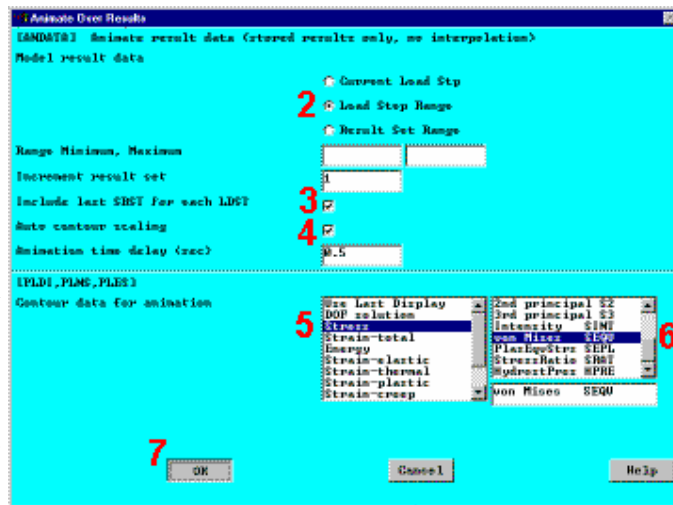 Animate Over Results
[ANDATA] Animate result data (stored results only, no interpolation)
Model result data
Current Load Stp
2 Load Step Range
Result Set Range
Range Minimum, Maximum
Increment result set 1
Include last SBST for each LDST 3
Auto contour scaling 4
Animation time delay (sec) 0.5
[PLDI,PLNS,PLES]
Contour data for animation
5
Use Last Display
DOF solution
Stress
Strain-total
Energy
Strain-elastic
Strain-thermal
Strain-plastic
Strain-creep
2nd principal S2
3rd principal S3
Intensity SINT
von Mises SEQV
PlasEqvStrs SEPL
StressRatio SRAT
HydrostPres HPRE
6
von Mises SEQV
7 OK
Cancel
Help